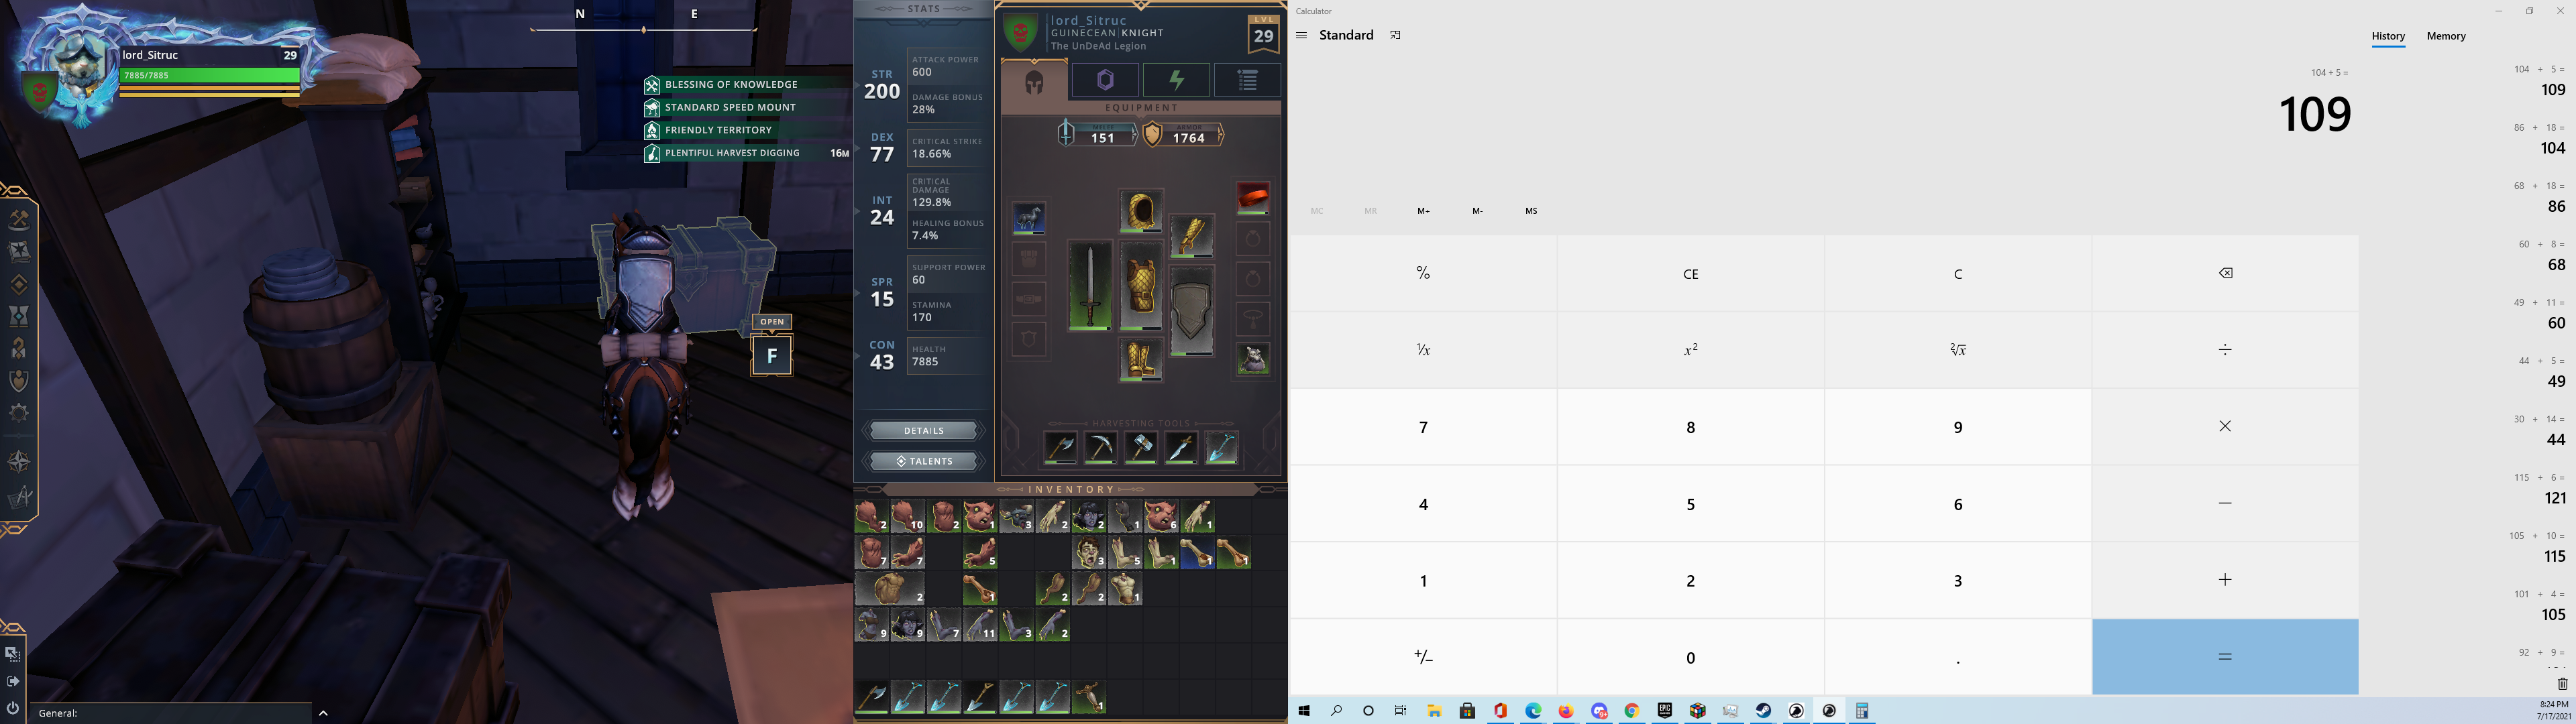 N E
lord_Sitruc 29
7885/7885
BLESSING OF KNOWLEDGE
STANDARD SPEED MOUNT
FRIENDLY TERRITORY
PLENTIFUL HARVEST DIGGING 16M
OPEN
F
General:
STATS
STR
200
ATTACK POWER
600
DAMAGE BONUS
28%
DEX
77
CRITICAL STRIKE
18.66%
INT
24
CRITICAL
DAMAGE
129.8%
HEALING BONUS
7.4%
SPR
15
SUPPORT POWER
60
STAMINA
170
CON
43
HEALTH
7885
DETAILS
TALENTS
lord_Sitruc
GUINECEAN KNIGHT
The UnDeAd Legion
LVL
29
EQUIPMENT
151 1764
HARVESTING TOOLS
INVENTORY
2 10 2 1 3 2 2 1 6 1
7 7 5 3 5 1 1 1
2 1 2 2 1
9 9 7 11 3 2
1
Calculator
Standard
History Memory
104 + 5 =
109
MC MR M+ M- MS
% CE C
1/x x² ²√x ÷
7 8 9 ×
4 5 6 −
1 2 3 +
+/− 0 . =
104 + 5 =
109
86 + 18 =
104
68 + 18 =
86
60 + 8 =
68
49 + 11 =
60
44 + 5 =
49
30 + 14 =
44
115 + 6 =
121
105 + 10 =
115
101 + 4 =
105
92 + 9 =
8:24 PM
7/17/2021